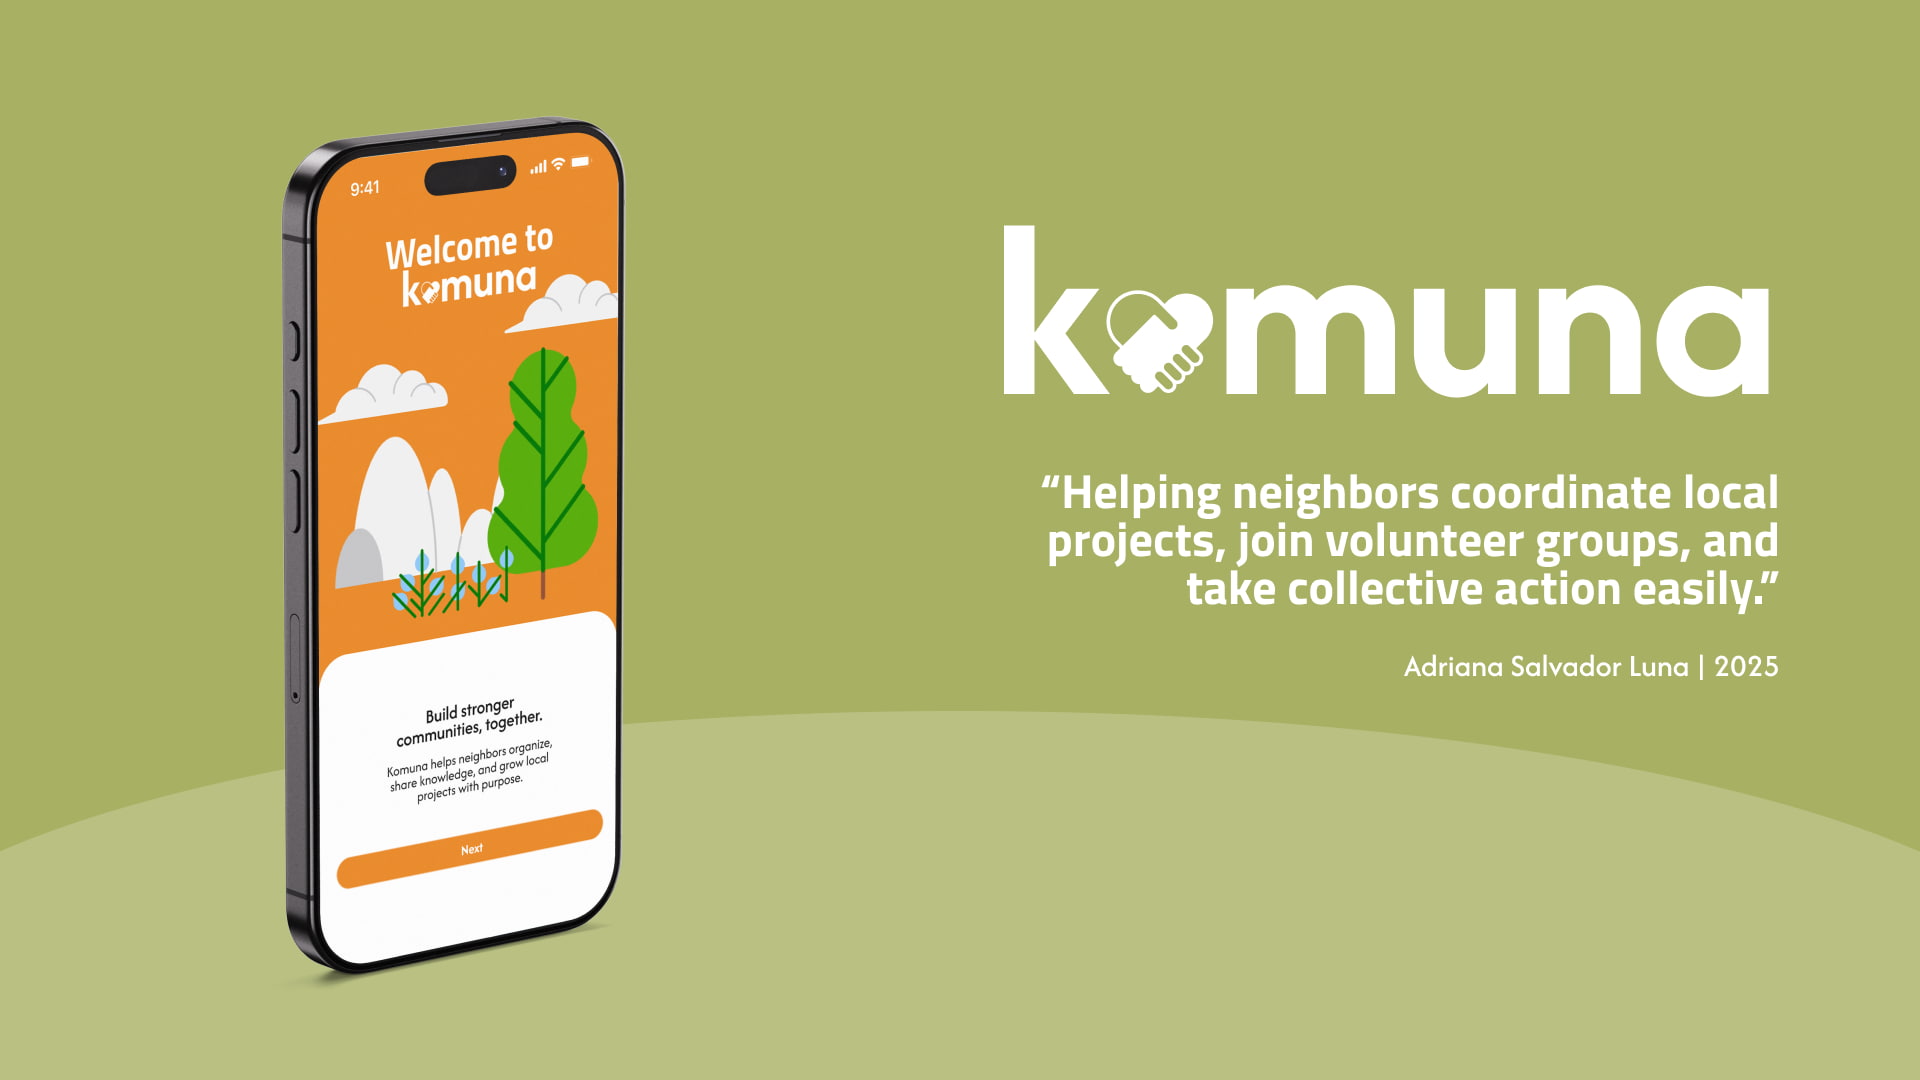 9:41
Welcome to
komuna
Build stronger
communities, together.
Komuna helps neighbors organize,
share knowledge, and grow local
projects with purpose.
Next
komuna
“Helping neighbors coordinate local
projects, join volunteer groups, and
take collective action easily.”
Adriana Salvador Luna | 2025